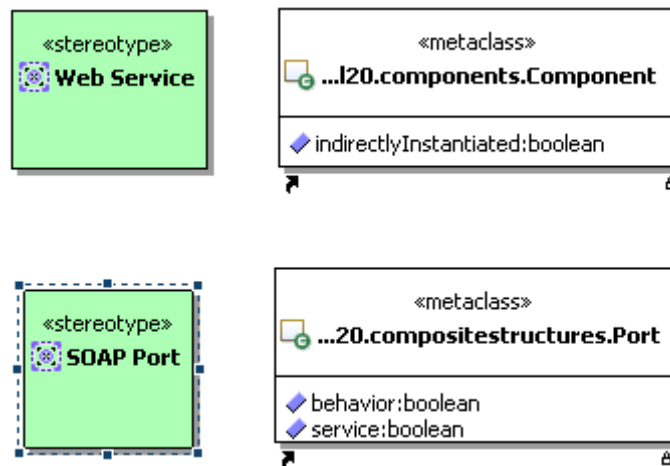 «stereotype»
Web Service
«metaclass»
...l20.components.Component
indirectlyInstantiated:boolean
«stereotype»
SOAP Port
«metaclass»
...20.compositestructures.Port
behavior:boolean
service:boolean